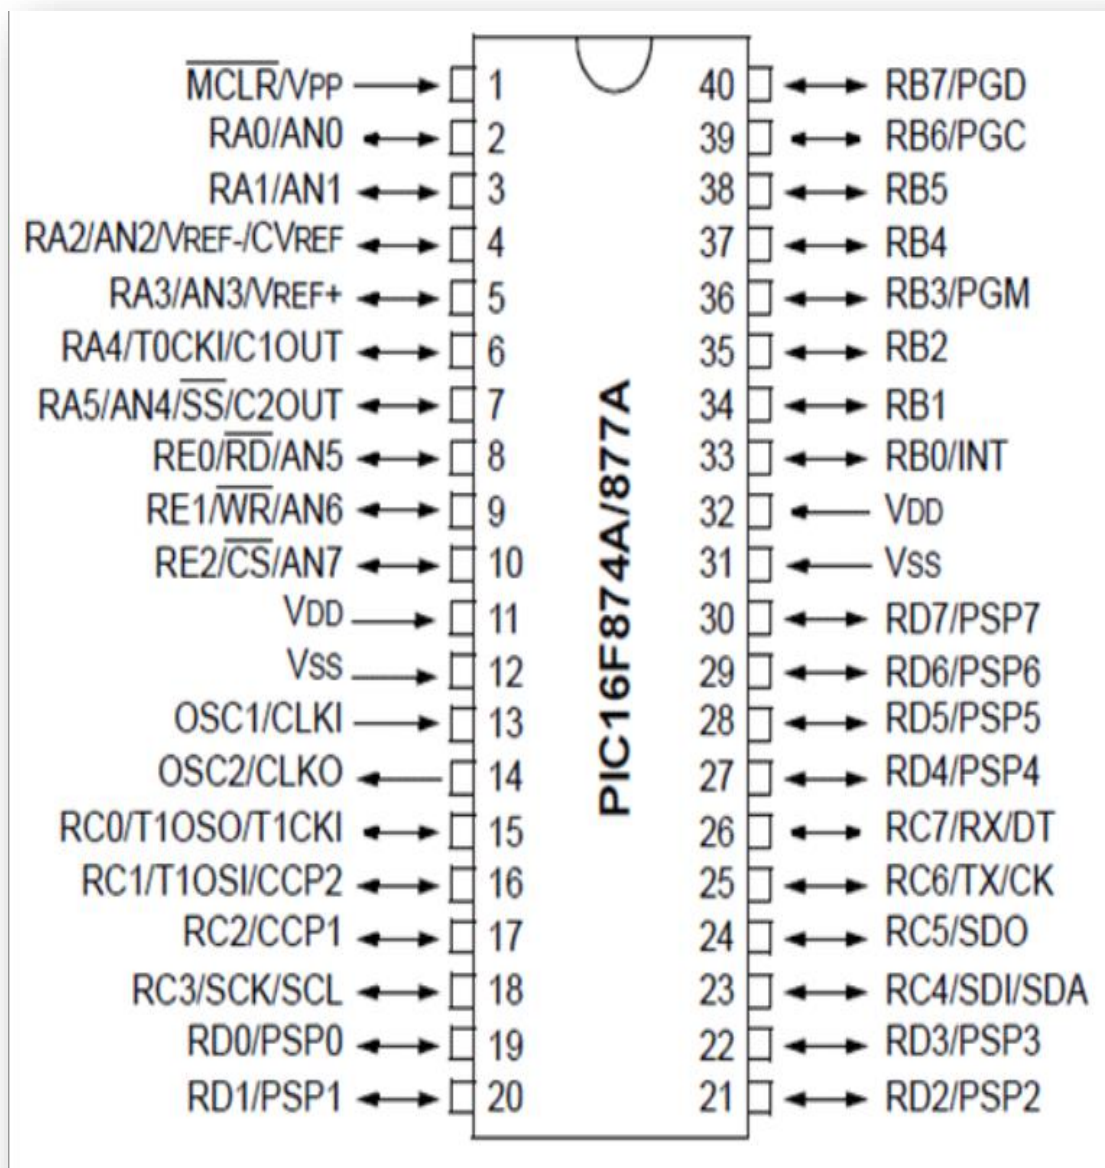 MCLR/VPP 1 40 RB7/PGD
RA0/AN0 2 39 RB6/PGC
RA1/AN1 3 38 RB5
RA2/AN2/VREF-/CVREF 4 37 RB4
RA3/AN3/VREF+ 5 36 RB3/PGM
RA4/T0CKI/C1OUT 6 35 RB2
RA5/AN4/SS/C2OUT 7 34 RB1
RE0/RD/AN5 8 33 RB0/INT
RE1/WR/AN6 9 32 VDD
RE2/CS/AN7 10 31 VSS
VDD 11 30 RD7/PSP7
VSS 12 29 RD6/PSP6
OSC1/CLKI 13 28 RD5/PSP5
OSC2/CLKO 14 27 RD4/PSP4
RC0/T1OSO/T1CKI 15 26 RC7/RX/DT
RC1/T1OSI/CCP2 16 25 RC6/TX/CK
RC2/CCP1 17 24 RC5/SDO
RC3/SCK/SCL 18 23 RC4/SDI/SDA
RD0/PSP0 19 22 RD3/PSP3
RD1/PSP1 20 21 RD2/PSP2
PIC16F874A/877A